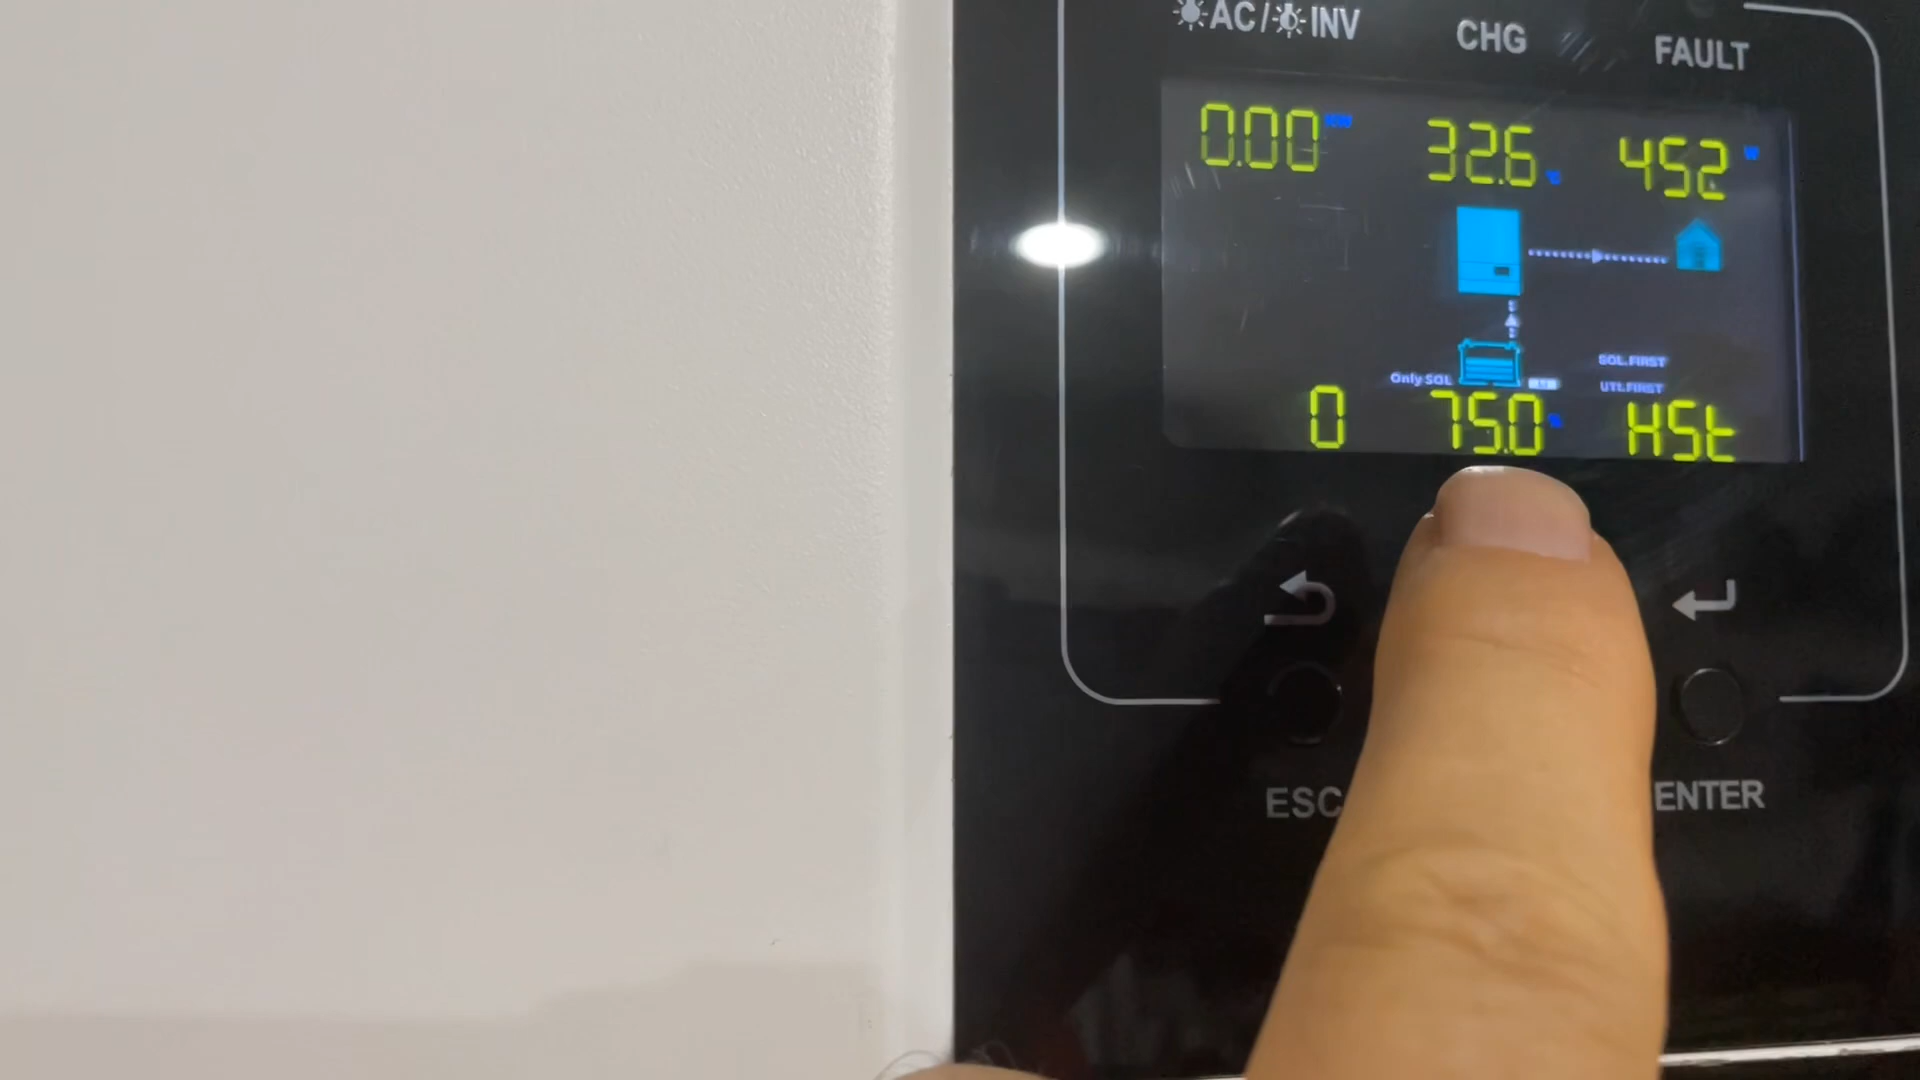 AC/ INV CHG FAULT
0.00 32.6 452 W
Only SOL SOL.FIRST
UTI.FIRST
0 75.0 HSt
ESC ENTER